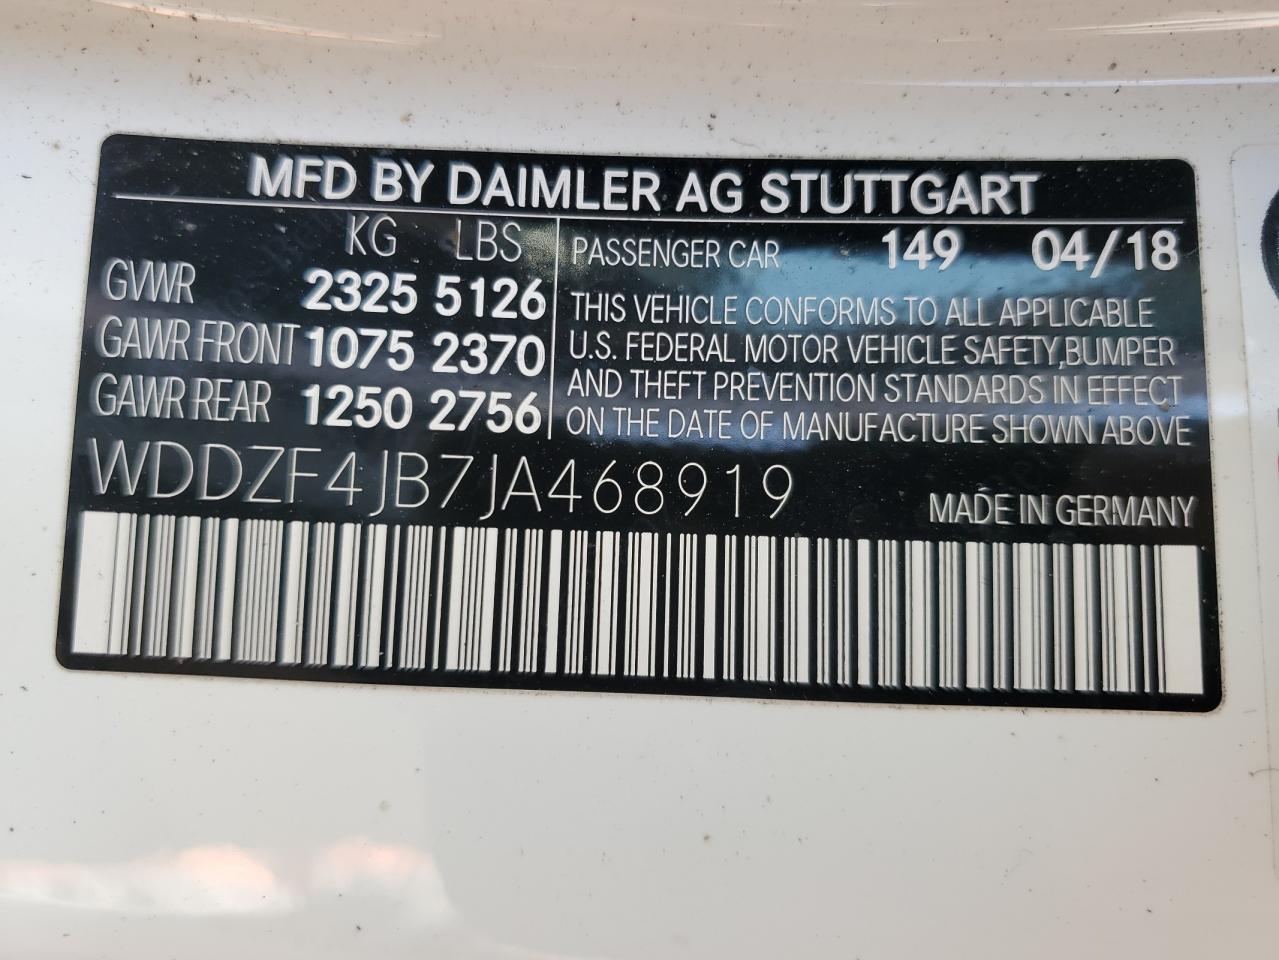 MFD BY DAIMLER AG STUTTGART
KG LBS
GVWR 2325 5126
GAWR FRONT 1075 2370
GAWR REAR 1250 2756
PASSENGER CAR 149 04/18
THIS VEHICLE CONFORMS TO ALL APPLICABLE
U.S. FEDERAL MOTOR VEHICLE SAFETY,BUMPER
AND THEFT PREVENTION STANDARDS IN EFFECT
ON THE DATE OF MANUFACTURE SHOWN ABOVE
WDDZF4JB7JA468919
MADE IN GERMANY